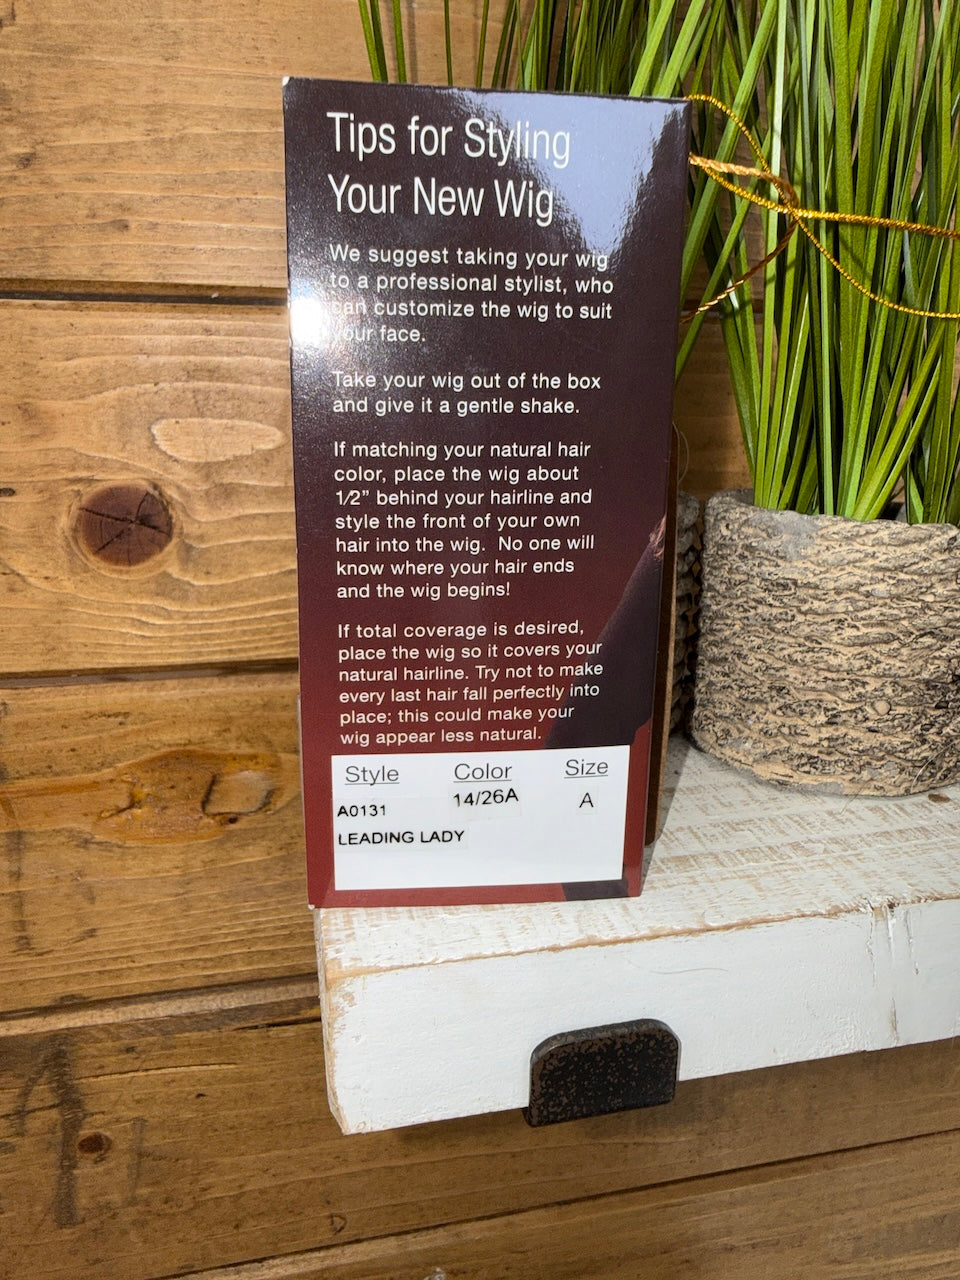 Tips for Styling
Your New Wig
We suggest taking your wig
to a professional stylist, who
can customize the wig to suit
your face.
Take your wig out of the box
and give it a gentle shake.
If matching your natural hair
color, place the wig about
1/2” behind your hairline and
style the front of your own
hair into the wig. No one will
know where your hair ends
and the wig begins!
If total coverage is desired,
place the wig so it covers your
natural hairline. Try not to make
every last hair fall perfectly into
place; this could make your
wig appear less natural.
Style Color Size
A0131 14/26A A
LEADING LADY